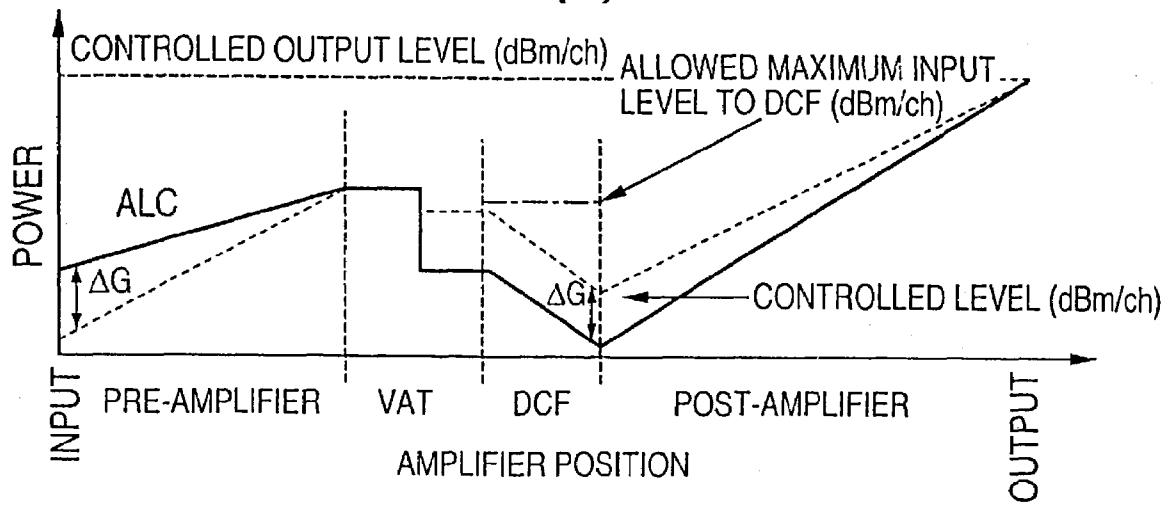 CONTROLLED OUTPUT LEVEL (dBm/ch)
ALLOWED MAXIMUM INPUT
LEVEL TO DCF (dBm/ch)
POWER
ALC
ΔG
ΔG
CONTROLLED LEVEL (dBm/ch)
INPUT
PRE-AMPLIFIER
VAT
DCF
POST-AMPLIFIER
OUTPUT
AMPLIFIER POSITION